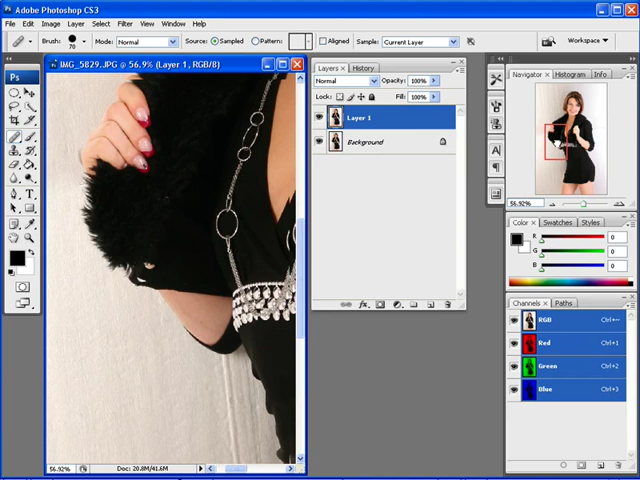 Adobe Photoshop CS3
File Edit Image Layer Select Filter View Window Help
Brush: 70 Mode: Normal Source: Sampled Pattern: Aligned Sample: Current Layer Workspace
Ps
IMG_5829.JPG @ 56.9% (Layer 1, RGB/8)
56.92% Doc: 20.8M/41.6M
Layers History
Normal Opacity: 100%
Lock: Fill: 100%
Layer 1
Background
fx
A
Navigator Histogram Info
56.92%
Color Swatches Styles
R 0
G 0
B 0
Channels Paths
RGB Ctrl+~
Red Ctrl+1
Green Ctrl+2
Blue Ctrl+3